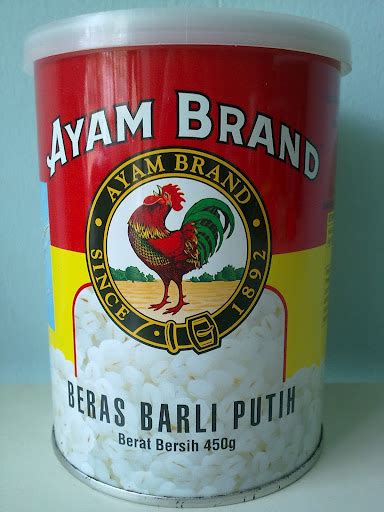 AYAM BRAND
AYAM BRAND
SINCE 1892
BERAS BARLI PUTIH
Berat Bersih 450g